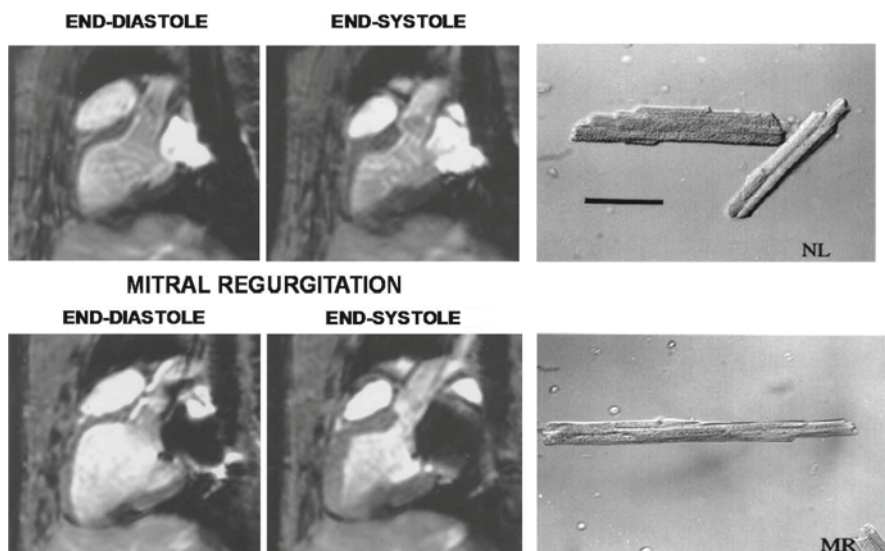 END-DIASTOLE END-SYSTOLE
NL
MITRAL REGURGITATION
END-DIASTOLE END-SYSTOLE
MR